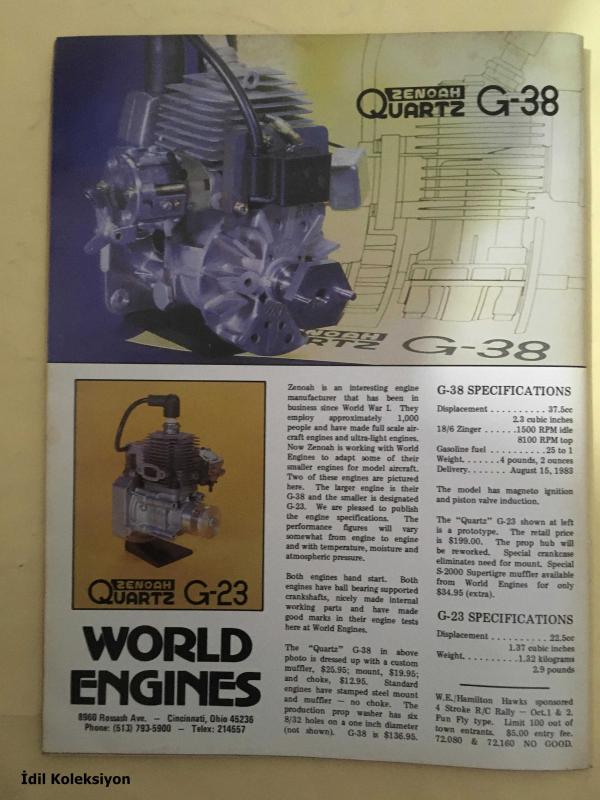 ZENOAH
QUARTZ G-38
ZENOAH
QUARTZ G-38
ZENOAH
QUARTZ G-23
WORLD
ENGINES
8960 Rossash Ave. — Cincinnati, Ohio 45236
Phone: (513) 793-5900 — Telex: 214557
Zenoah is an interesting engine
manufacturer that has been in
business since World War I. They
employ approximately 1,000
people and have made full scale air-
craft engines and ultra-light engines.
Now Zenoah is working with World
Engines to adapt some of their
smaller engines for model aircraft.
Two of these engines are pictured
here. The larger engine is their
G-38 and the smaller is designated
G-23. We are pleased to publish
the engine specifications. The
performance figures will vary
somewhat from engine to engine
and with temperature, moisture and
atmospheric pressure.
Both engines hand start. Both
engines have ball bearing supported
crankshafts, nicely made internal
working parts and have made
good marks in their engine tests
here at World Engines.
The "Quartz" G-38 in above
photo is dressed up with a custom
muffler, $25.95; mount, $19.95;
and choke, $12.95. Standard
engines have stamped steel mount
and muffler — no choke. The
production prop washer has six
8/32 holes on a one inch diameter
(not shown). G-38 is $136.95.
G-38 SPECIFICATIONS
Displacement . . . . . . . . . . 37.5cc
2.3 cubic inches
18/6 Zinger . . . . . .1500 RPM idle
8100 RPM top
Gasoline fuel . . . . . . . . . .25 to 1
Weight. . . . . . .4 pounds, 2 ounces
Delivery. . . . . . . . August 15, 1983
The model has magneto ignition
and piston valve induction.
The "Quartz" G-23 shown at left
is a prototype. The retail price
is $199.00. The prop hub will
be reworked. Special crankcase
eliminates need for mount. Special
S-2000 Supertigre muffler available
from World Engines for only
$34.95 (extra).
G-23 SPECIFICATIONS
Displacement . . . . . . . . . . 22.5cc
1.37 cubic inches
Weight. . . . . . . . . .1.32 kilograms
2.9 pounds
W.E./Hamilton Hawks sponsored
4 Stroke R/C Rally — Oct.1 & 2.
Fun Fly type. Limit 100 out of
town entrants. $5.00 entry fee.
72.080 & 72.160 NO GOOD.
İdil Koleksiyon